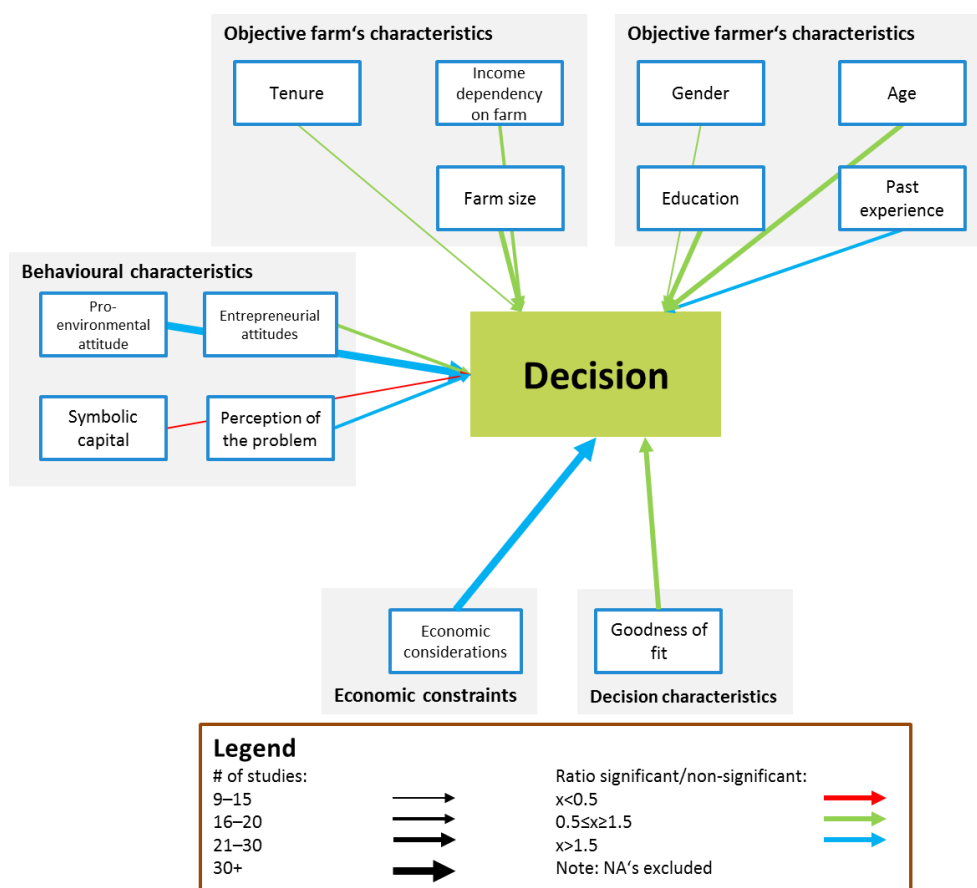 Objective farm‘s characteristics
Tenure
Income
dependency
on farm
Farm size
Objective farmer‘s characteristics
Gender
Age
Education
Past
experience
Behavioural characteristics
Pro-
environmental
attitude
Entrepreneurial
attitudes
Symbolic
capital
Perception of
the problem
Decision
Economic
considerations
Economic constraints
Goodness of
fit
Decision characteristics
Legend
# of studies:
9–15
16–20
21–30
30+
Ratio significant/non-significant:
x<0.5
0.5≤x≥1.5
x>1.5
Note: NA‘s excluded